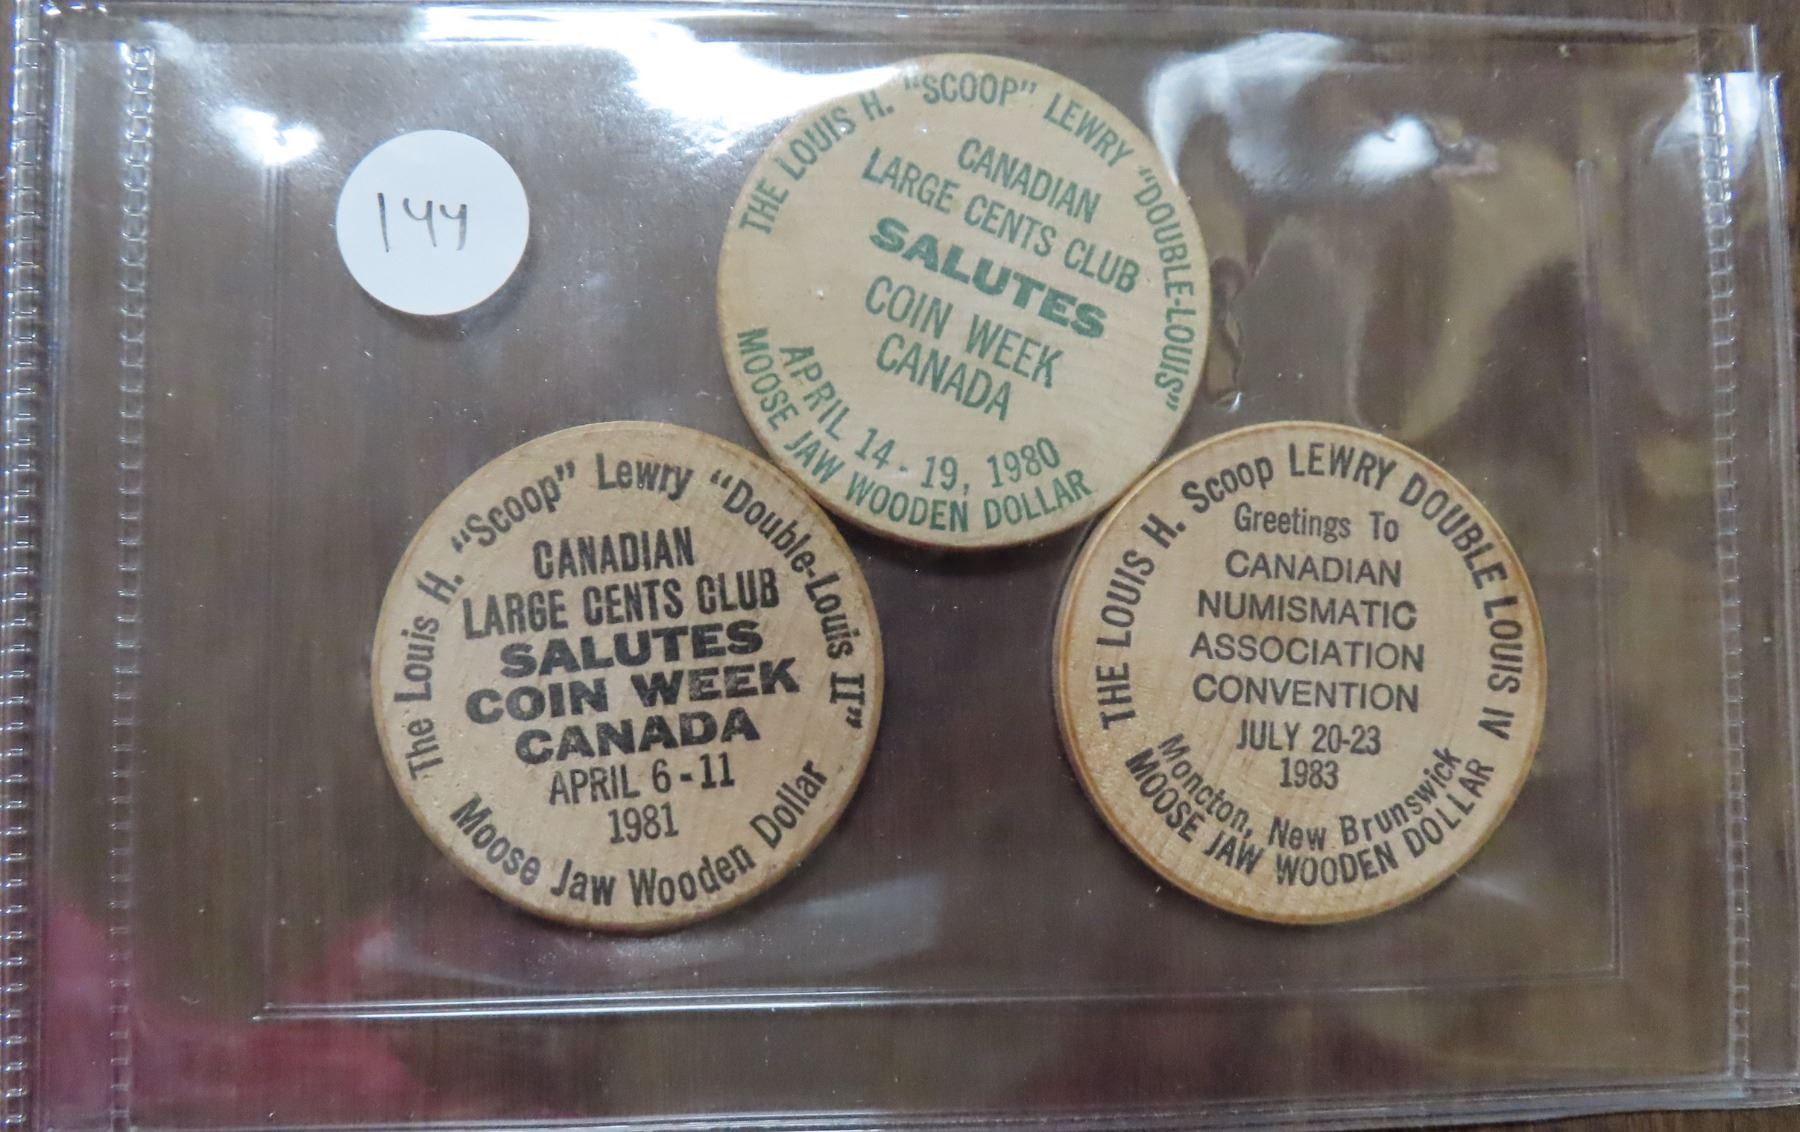 144
THE LOUIS H. "SCOOP" LEWRY "DOUBLE-LOUIS"
CANADIAN
LARGE CENTS CLUB
SALUTES
COIN WEEK
CANADA
APRIL 14-19, 1980
MOOSE JAW WOODEN DOLLAR
The Louis H. "Scoop" Lewry "Double-Louis II"
CANADIAN
LARGE CENTS CLUB
SALUTES
COIN WEEK
CANADA
APRIL 6-11
1981
Moose Jaw Wooden Dollar
THE LOUIS H. Scoop LEWRY DOUBLE LOUIS IV
Greetings To
CANADIAN
NUMISMATIC
ASSOCIATION
CONVENTION
JULY 20-23
1983
Moncton, New Brunswick
MOOSE JAW WOODEN DOLLAR